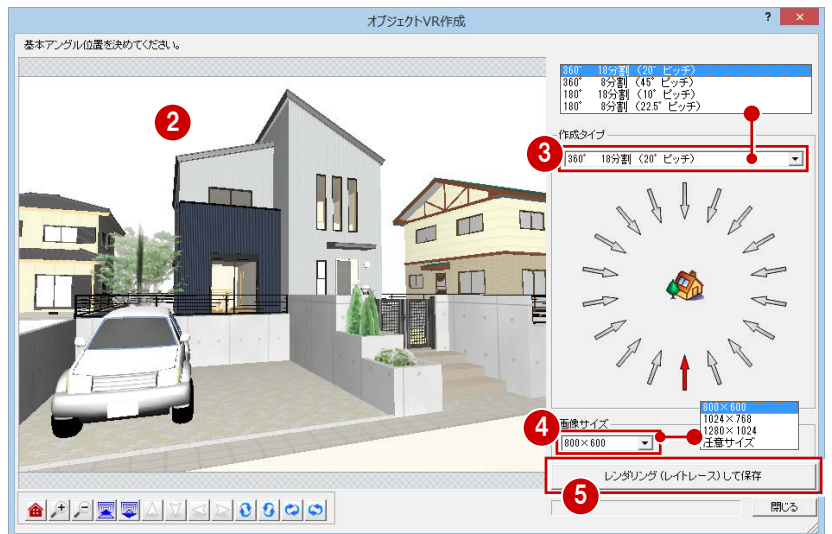 オブジェクトVR作成
?
×
基本アングル位置を決めてください。
2
360° 18分割 (20° ピッチ)
360° 8分割 (45° ピッチ)
180° 18分割 (10° ピッチ)
180° 8分割 (22.5° ピッチ)
作成タイプ
3
360° 18分割 (20° ピッチ)
800×600
1024×768
1280×1024
任意サイズ
4
画像サイズ
800×600
レンダリング (レイトレース) して保存
5
閉じる